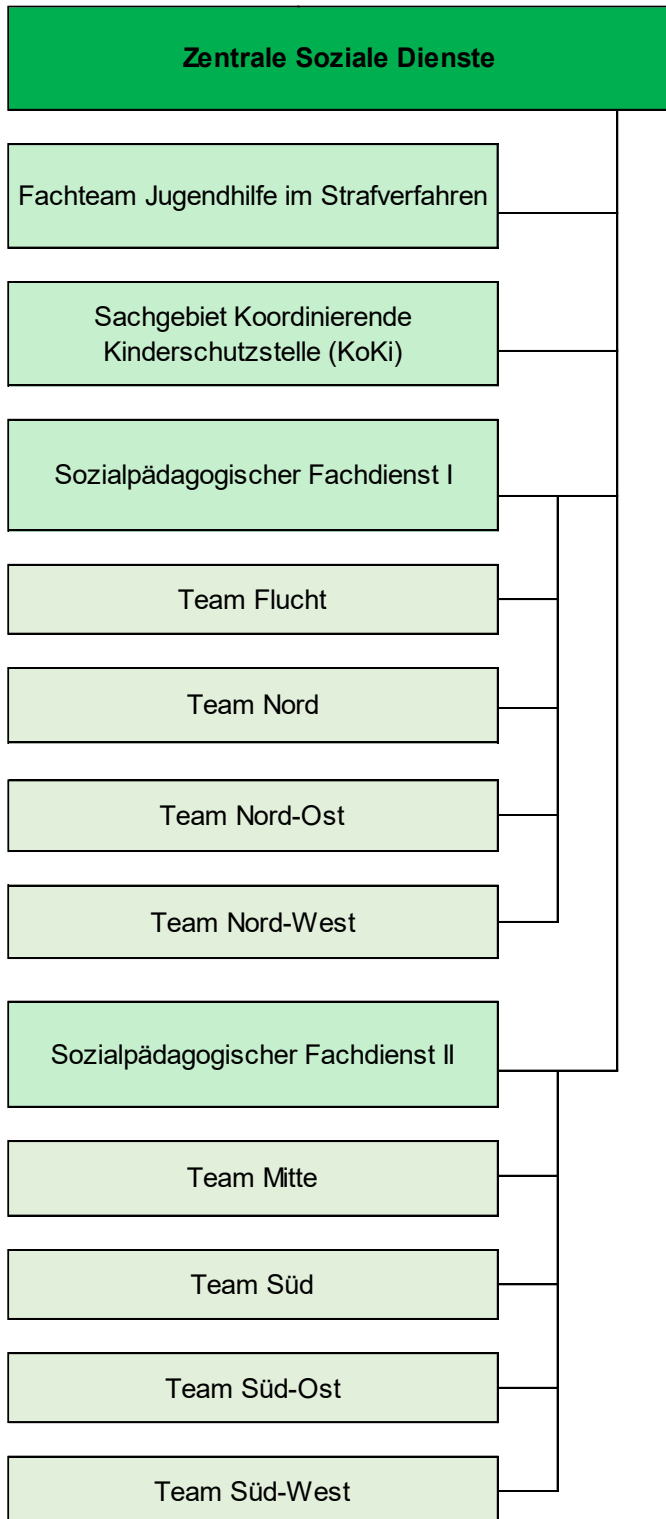 Zentrale Soziale Dienste
Fachteam Jugendhilfe im Strafverfahren
Sachgebiet Koordinierende
Kinderschutzstelle (KoKi)
Sozialpädagogischer Fachdienst I
Team Flucht
Team Nord
Team Nord-Ost
Team Nord-West
Sozialpädagogischer Fachdienst II
Team Mitte
Team Süd
Team Süd-Ost
Team Süd-West